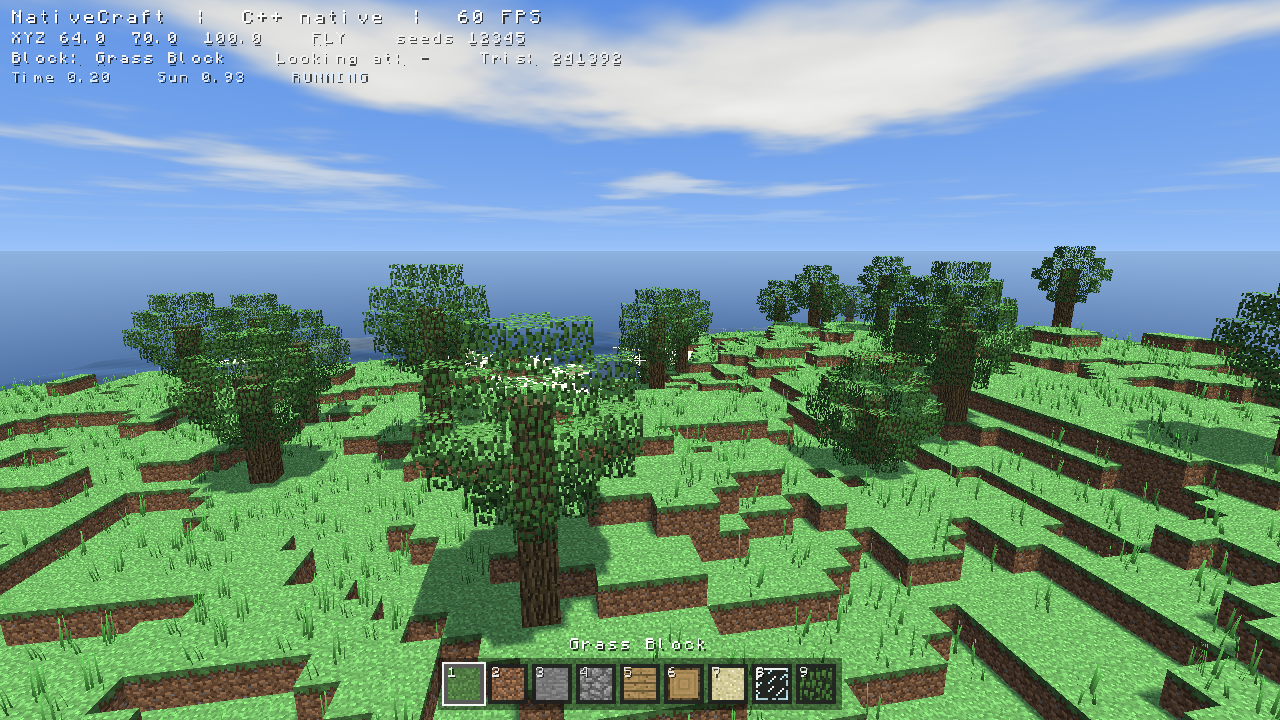 NativeCraft | C++ native | 60 FPS
XYZ 64.0 70.0 100.0 FLY seeds 12345
Block: Grass Block Looking at: - Tris: 241392
Time 0.20 Sun 0.93 RUNNING
Grass Block
1 2 3 4 5 6 7 8 9